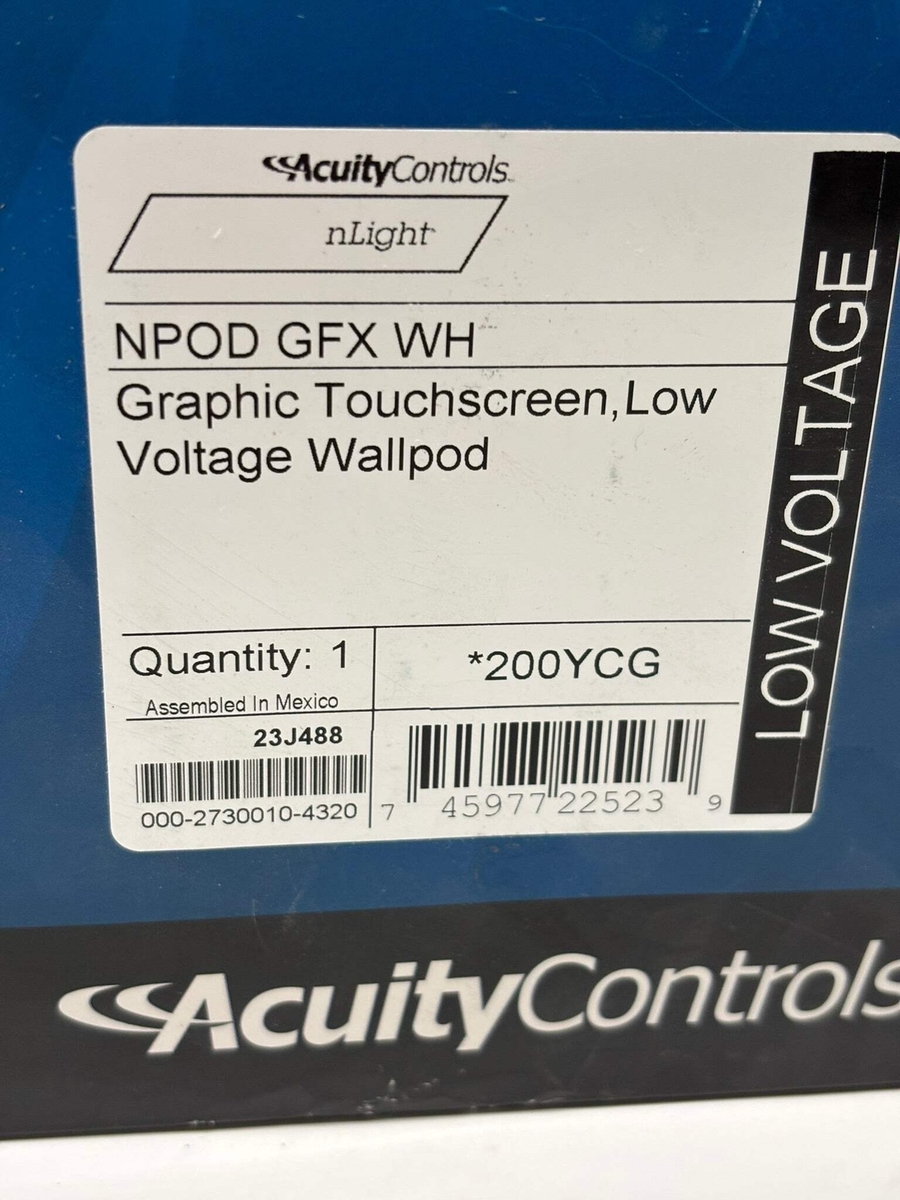 AcuityControls
nLight
NPOD GFX WH
Graphic Touchscreen,Low
Voltage Wallpod
LOW VOLTAGE
Quantity: 1
*200YCG
Assembled In Mexico
23J488
000-2730010-4320
7 45977 22523 9
AcuityControls